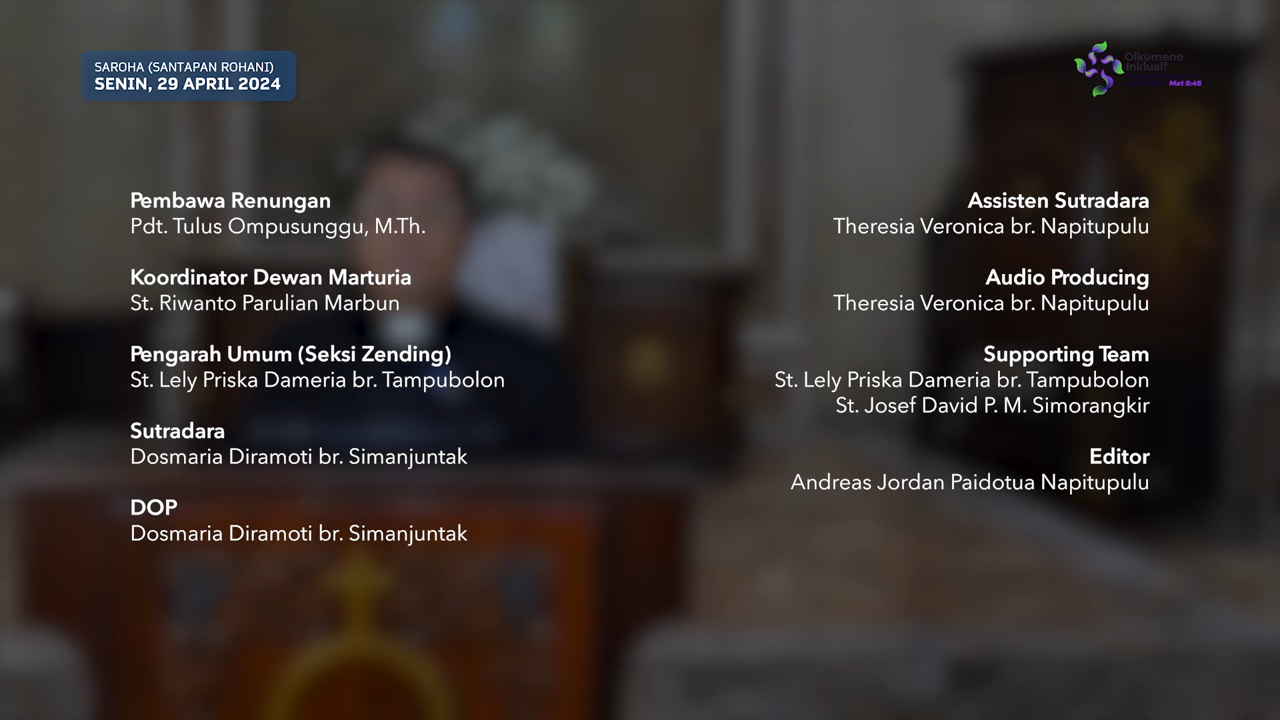 SAROHA (SANTAPAN ROHANI)
SENIN, 29 APRIL 2024
Oikumene
Inklusif
Mat 5:45
Pembawa Renungan
Pdt. Tulus Ompusunggu, M.Th.
Koordinator Dewan Marturia
St. Riwanto Parulian Marbun
Pengarah Umum (Seksi Zending)
St. Lely Priska Dameria br. Tampubolon
Sutradara
Dosmaria Diramoti br. Simanjuntak
DOP
Dosmaria Diramoti br. Simanjuntak
Assisten Sutradara
Theresia Veronica br. Napitupulu
Audio Producing
Theresia Veronica br. Napitupulu
Supporting Team
St. Lely Priska Dameria br. Tampubolon
St. Josef David P. M. Simorangkir
Editor
Andreas Jordan Paidotua Napitupulu